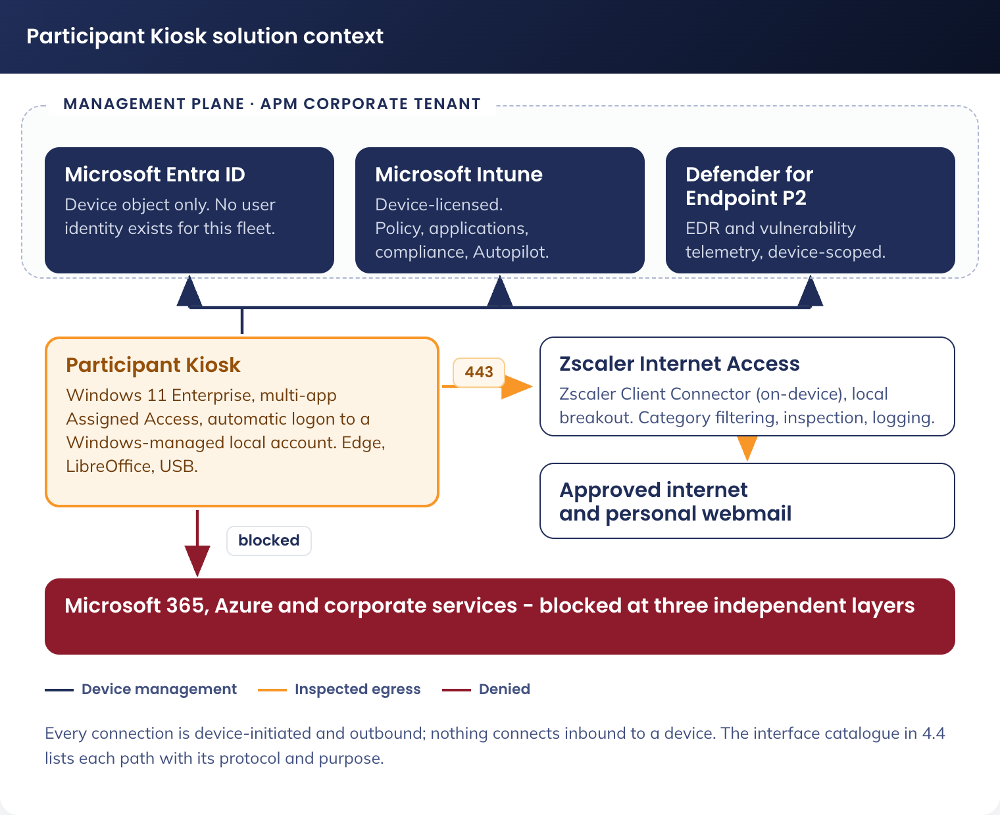 Participant Kiosk solution context
MANAGEMENT PLANE · APM CORPORATE TENANT
Microsoft Entra ID
Device object only. No user
identity exists for this fleet.
Microsoft Intune
Device-licensed.
Policy, applications,
compliance, Autopilot.
Defender for
Endpoint P2
EDR and vulnerability
telemetry, device-scoped.
Participant Kiosk
Windows 11 Enterprise, multi-app
Assigned Access, automatic logon to a
Windows-managed local account. Edge,
LibreOffice, USB.
443
Zscaler Internet Access
Zscaler Client Connector (on-device), local
breakout. Category filtering, inspection, logging.
Approved internet
and personal webmail
blocked
Microsoft 365, Azure and corporate services - blocked at three independent layers
Device management
Inspected egress
Denied
Every connection is device-initiated and outbound; nothing connects inbound to a device. The interface catalogue in 4.4
lists each path with its protocol and purpose.